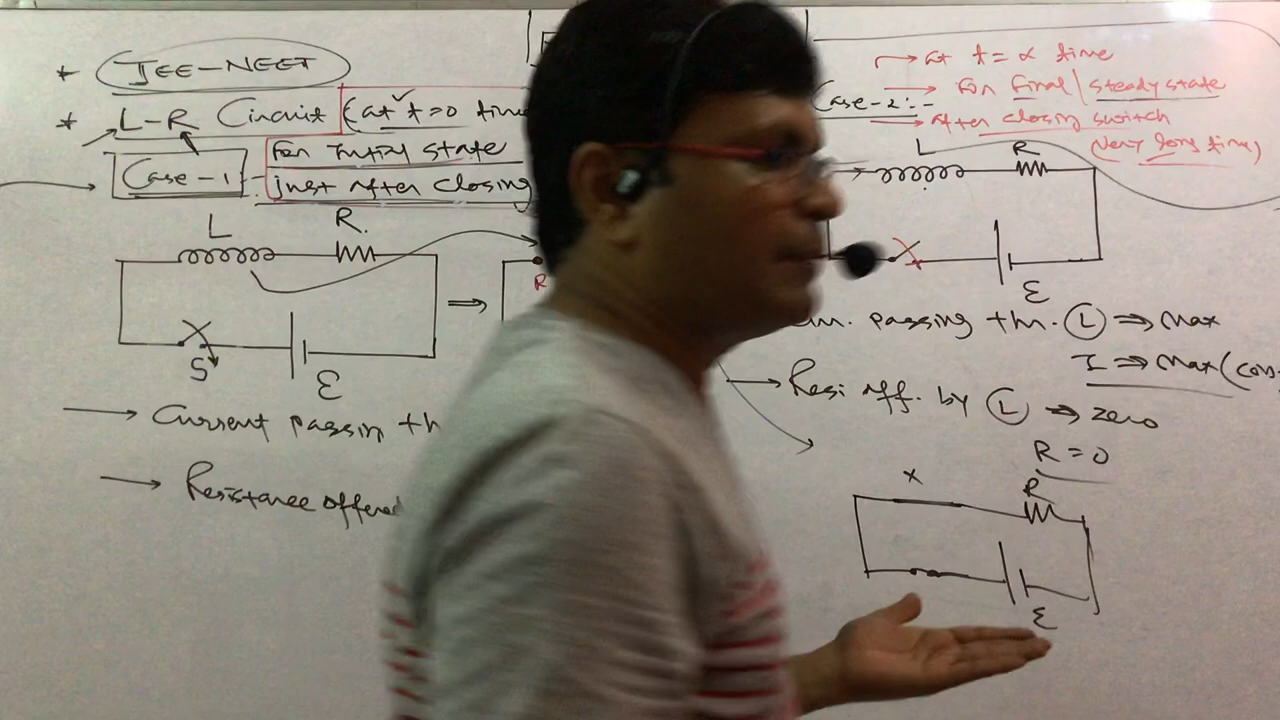 * JEE-NEET
* L-R Circuit (at t=0 time
Case-1 :- For Initial state
just after closing
L R.
S ε
R
→ Current passin th
→ Resistance offered
→ at t = ∝ time
Case-2 :- → For final / steady state
→ After closing switch
(very long time)
L R
ε
passing th. L ⇒ Max
I ⇒ Max (cons
→ Resi off. by L ⇒ zero
R = 0
x R
ε